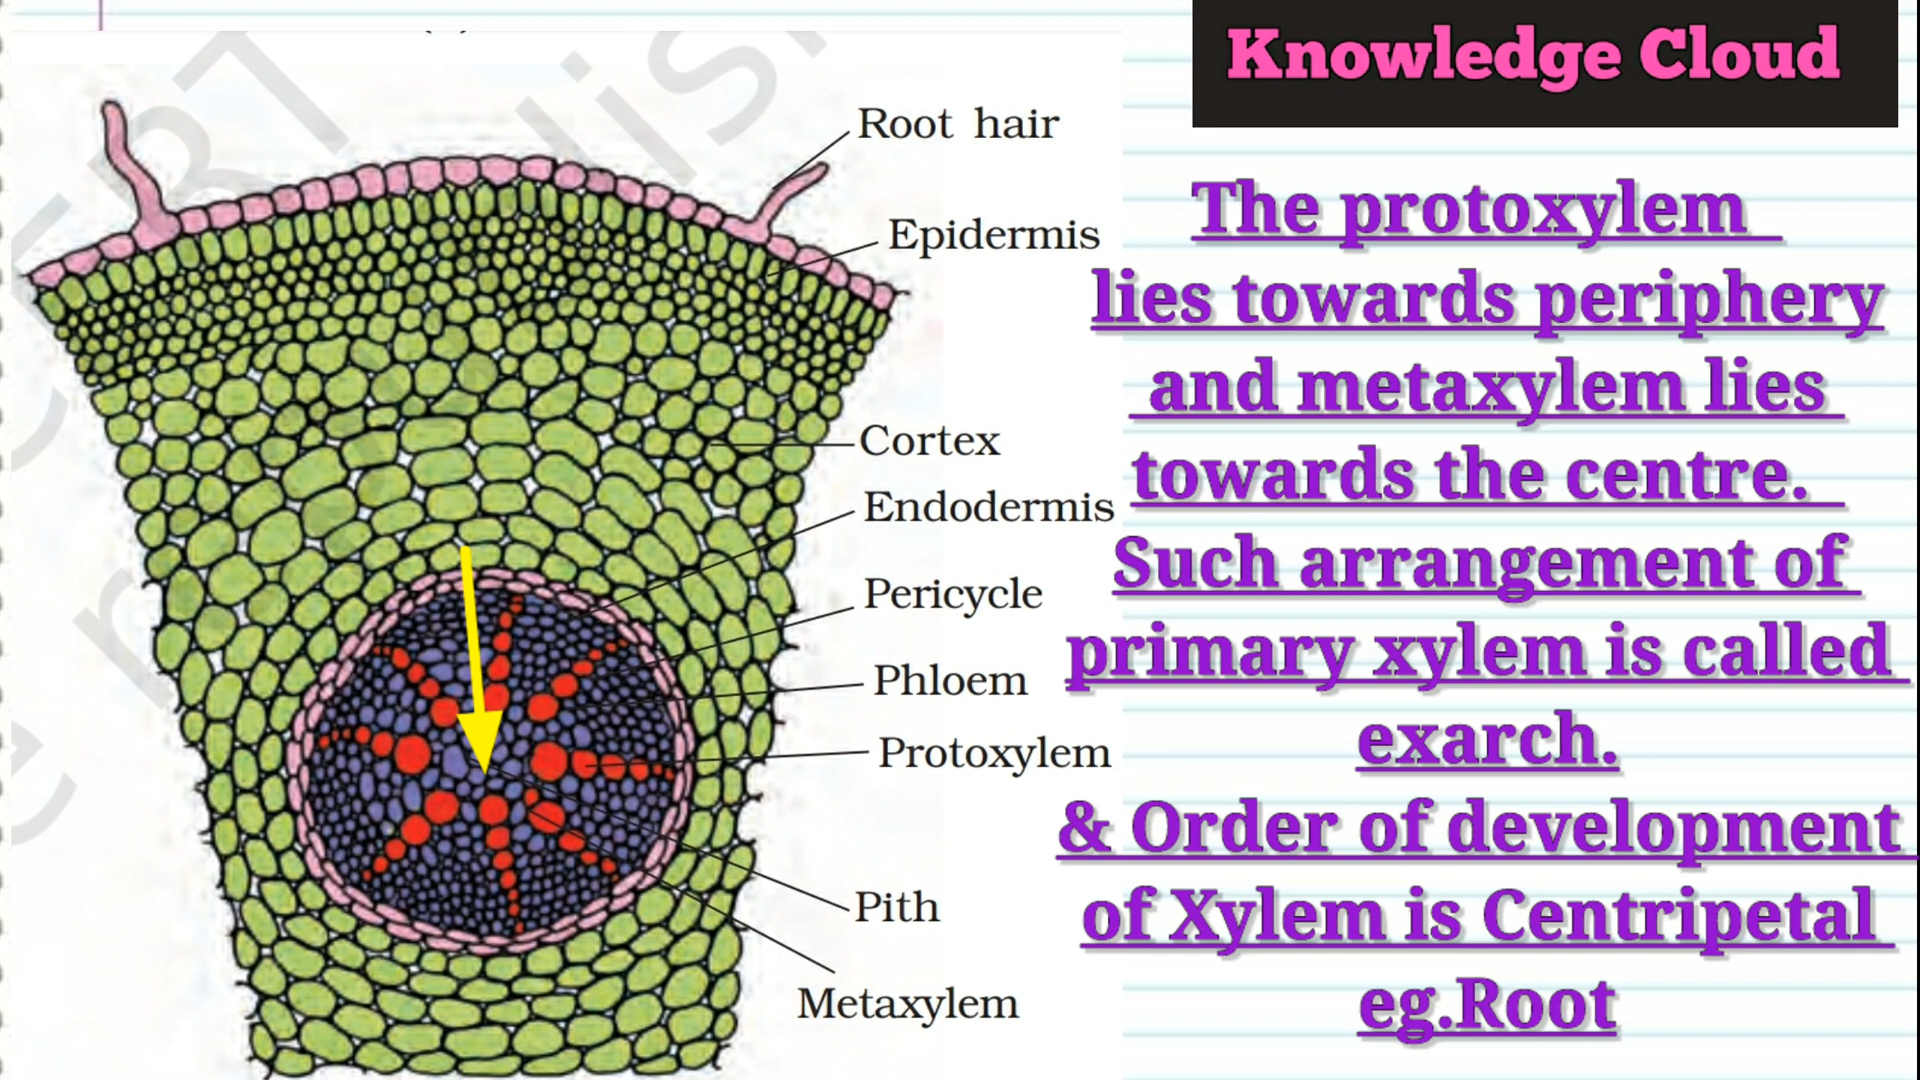 Knowledge Cloud
Root hair
Epidermis
Cortex
Endodermis
Pericycle
Phloem
Protoxylem
Pith
Metaxylem
The protoxylem
lies towards periphery
and metaxylem lies
towards the centre.
Such arrangement of
primary xylem is called
exarch.
& Order of development
of Xylem is Centripetal
eg.Root